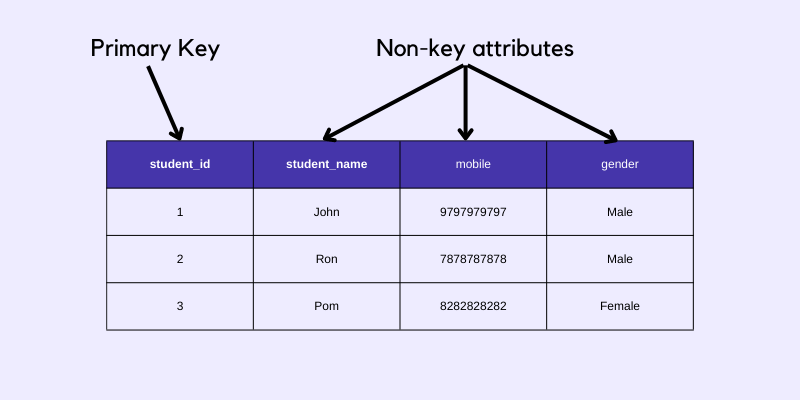 Primary Key Non-key attributes
student_id student_name mobile gender
1 John 9797979797 Male
2 Ron 7878787878 Male
3 Pom 8282828282 Female